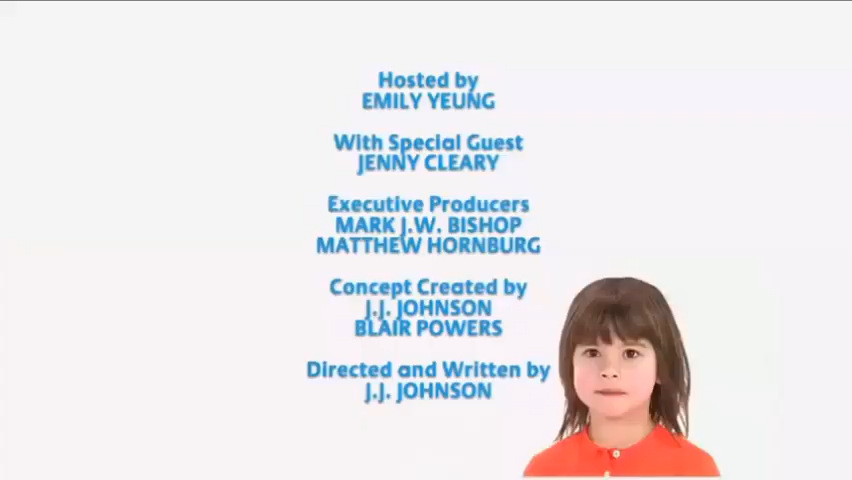 Hosted by
EMILY YEUNG
With Special Guest
JENNY CLEARY
Executive Producers
MARK J.W. BISHOP
MATTHEW HORNBURG
Concept Created by
J.J. JOHNSON
BLAIR POWERS
Directed and Written by
J.J. JOHNSON